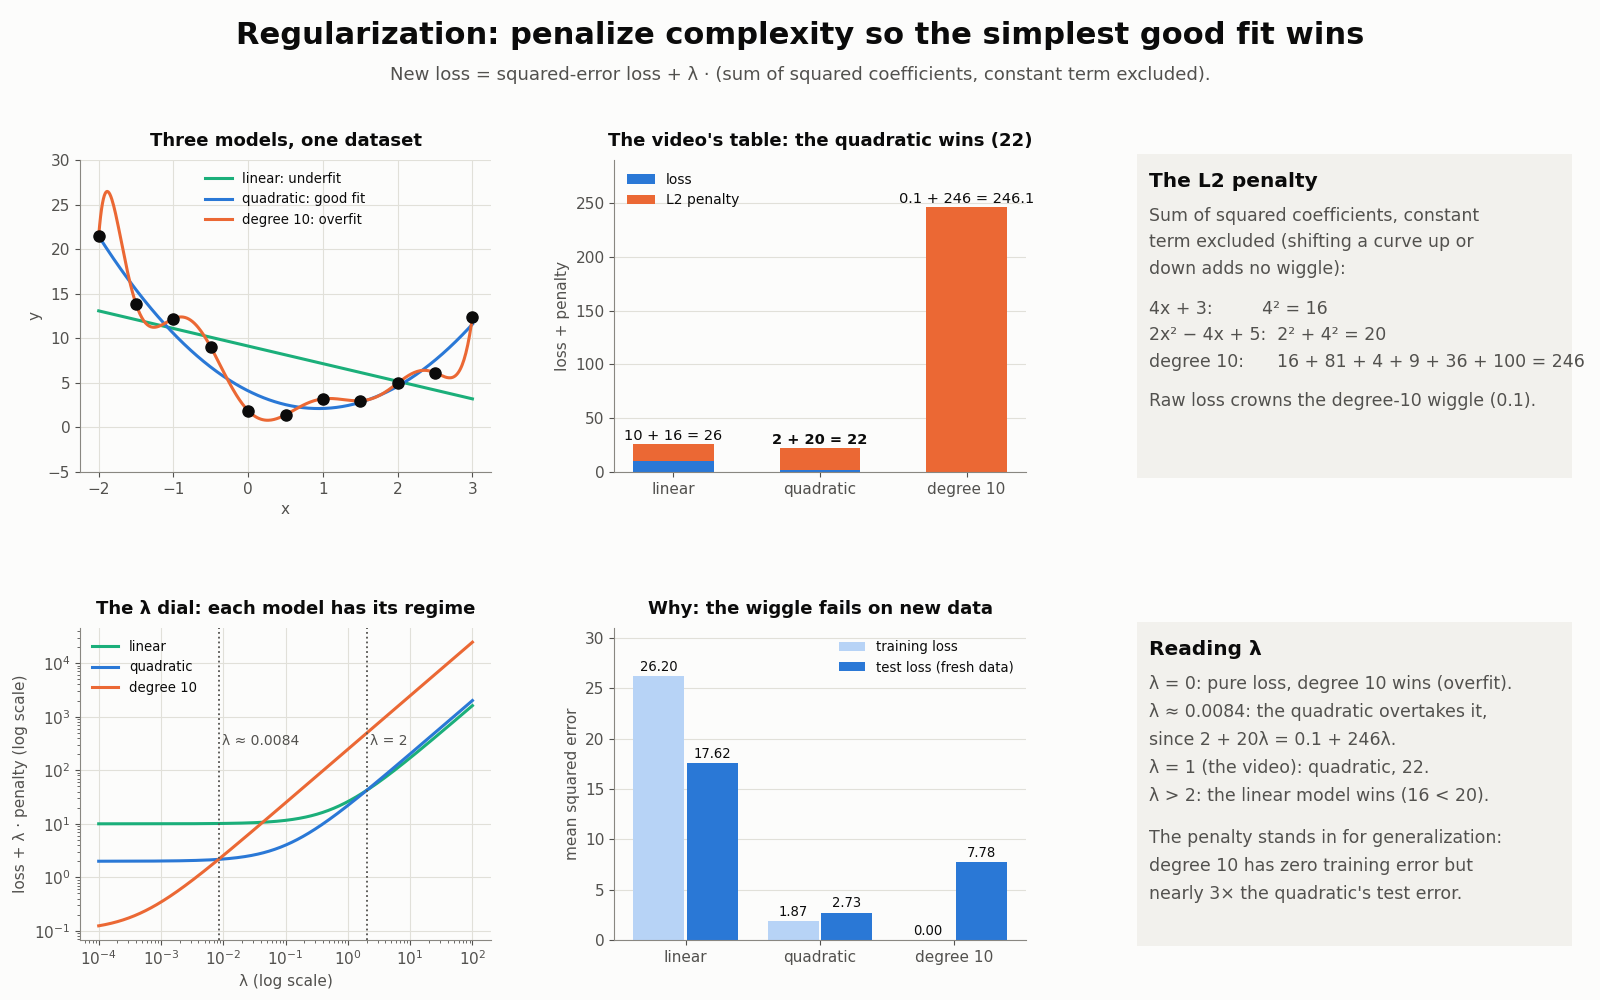 Regularization: penalize complexity so the simplest good fit wins
New loss = squared-error loss + λ · (sum of squared coefficients, constant term excluded).
Three models, one dataset
30
25
20
15
10
5
0
−5
y
linear: underfit
quadratic: good fit
degree 10: overfit
−2
−1
0
1
2
3
x
The video's table: the quadratic wins (22)
loss
L2 penalty
250
200
150
100
50
0
loss + penalty
10 + 16 = 26
2 + 20 = 22
0.1 + 246 = 246.1
linear
quadratic
degree 10
The L2 penalty
Sum of squared coefficients, constant
term excluded (shifting a curve up or
down adds no wiggle):
4x + 3: 4² = 16
2x² − 4x + 5: 2² + 4² = 20
degree 10: 16 + 81 + 4 + 9 + 36 + 100 = 246
Raw loss crowns the degree-10 wiggle (0.1).
The λ dial: each model has its regime
linear
quadratic
degree 10
10⁴
10³
10²
10¹
10⁰
10⁻¹
loss + λ · penalty (log scale)
λ ≈ 0.0084
λ = 2
10⁻⁴
10⁻³
10⁻²
10⁻¹
10⁰
10¹
10²
λ (log scale)
Why: the wiggle fails on new data
training loss
test loss (fresh data)
30
25
20
15
10
5
0
mean squared error
26.20
17.62
1.87
2.73
0.00
7.78
linear
quadratic
degree 10
Reading λ
λ = 0: pure loss, degree 10 wins (overfit).
λ ≈ 0.0084: the quadratic overtakes it,
since 2 + 20λ = 0.1 + 246λ.
λ = 1 (the video): quadratic, 22.
λ > 2: the linear model wins (16 < 20).
The penalty stands in for generalization:
degree 10 has zero training error but
nearly 3× the quadratic's test error.